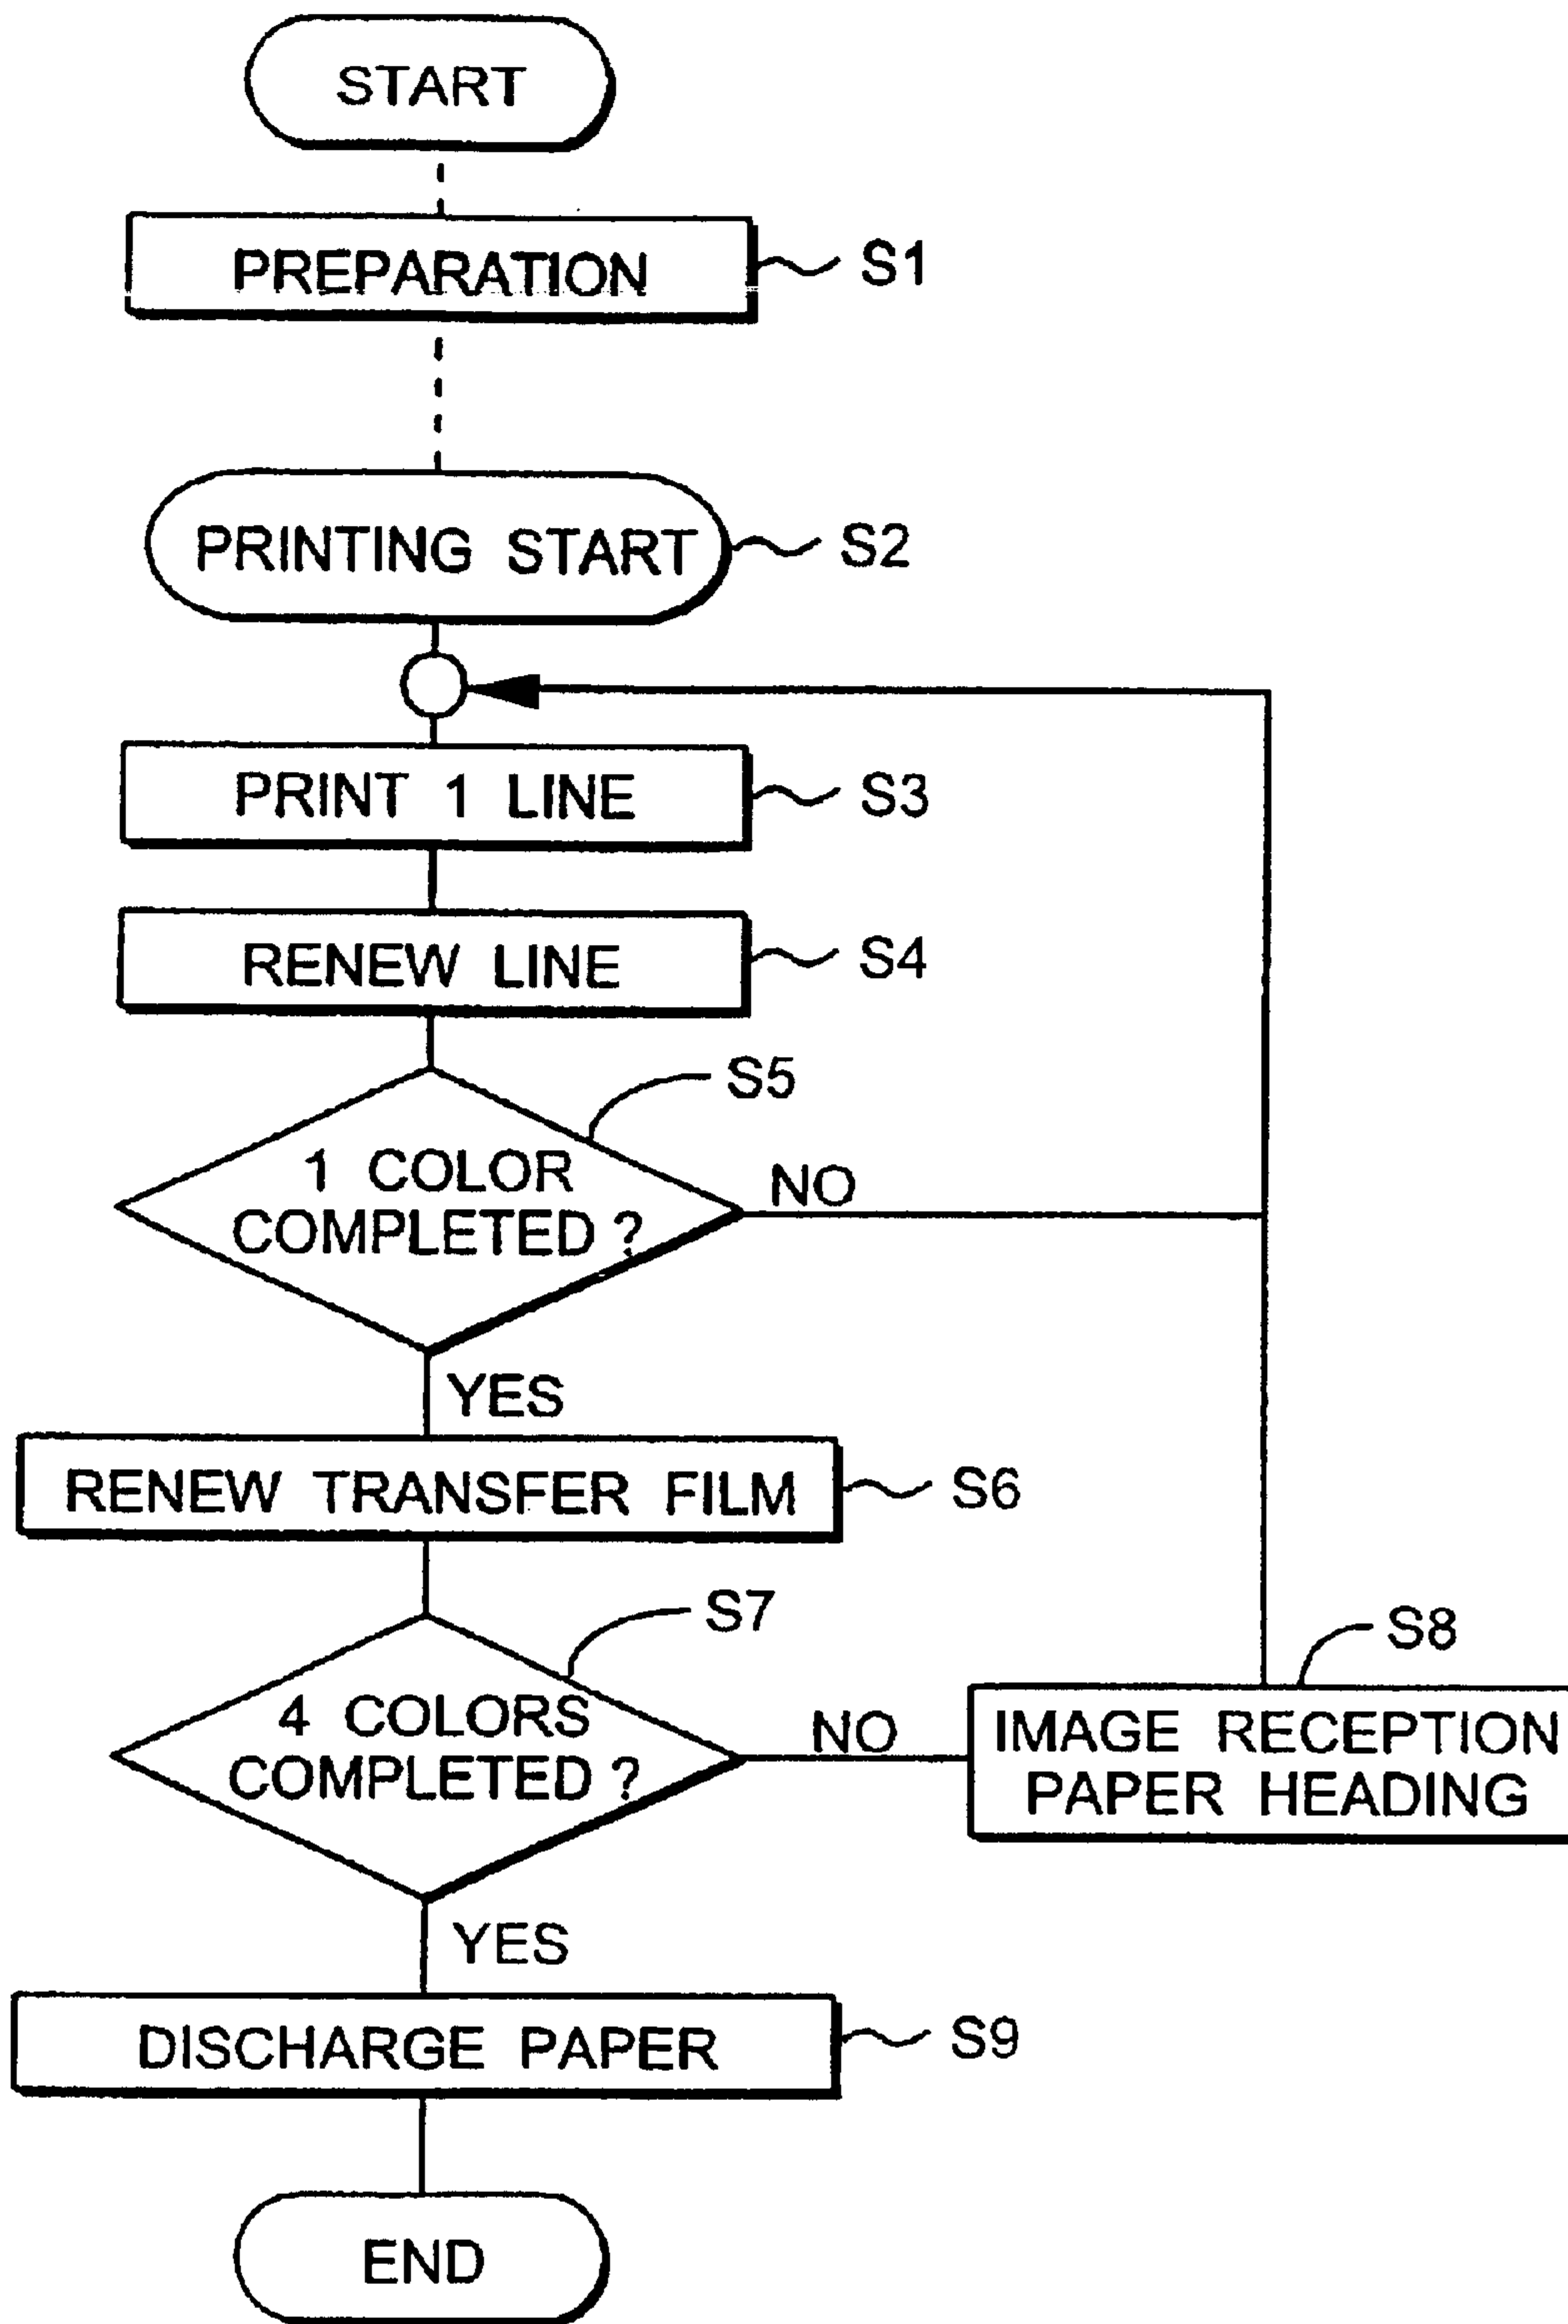 START
PREPARATION
S1
PRINTING START
S2
PRINT 1 LINE
S3
RENEW LINE
S4
S5
1 COLOR
COMPLETED ?
NO
YES
RENEW TRANSFER FILM
S6
S7
4 COLORS
COMPLETED ?
NO
S8
IMAGE RECEPTION
PAPER HEADING
YES
DISCHARGE PAPER
S9
END